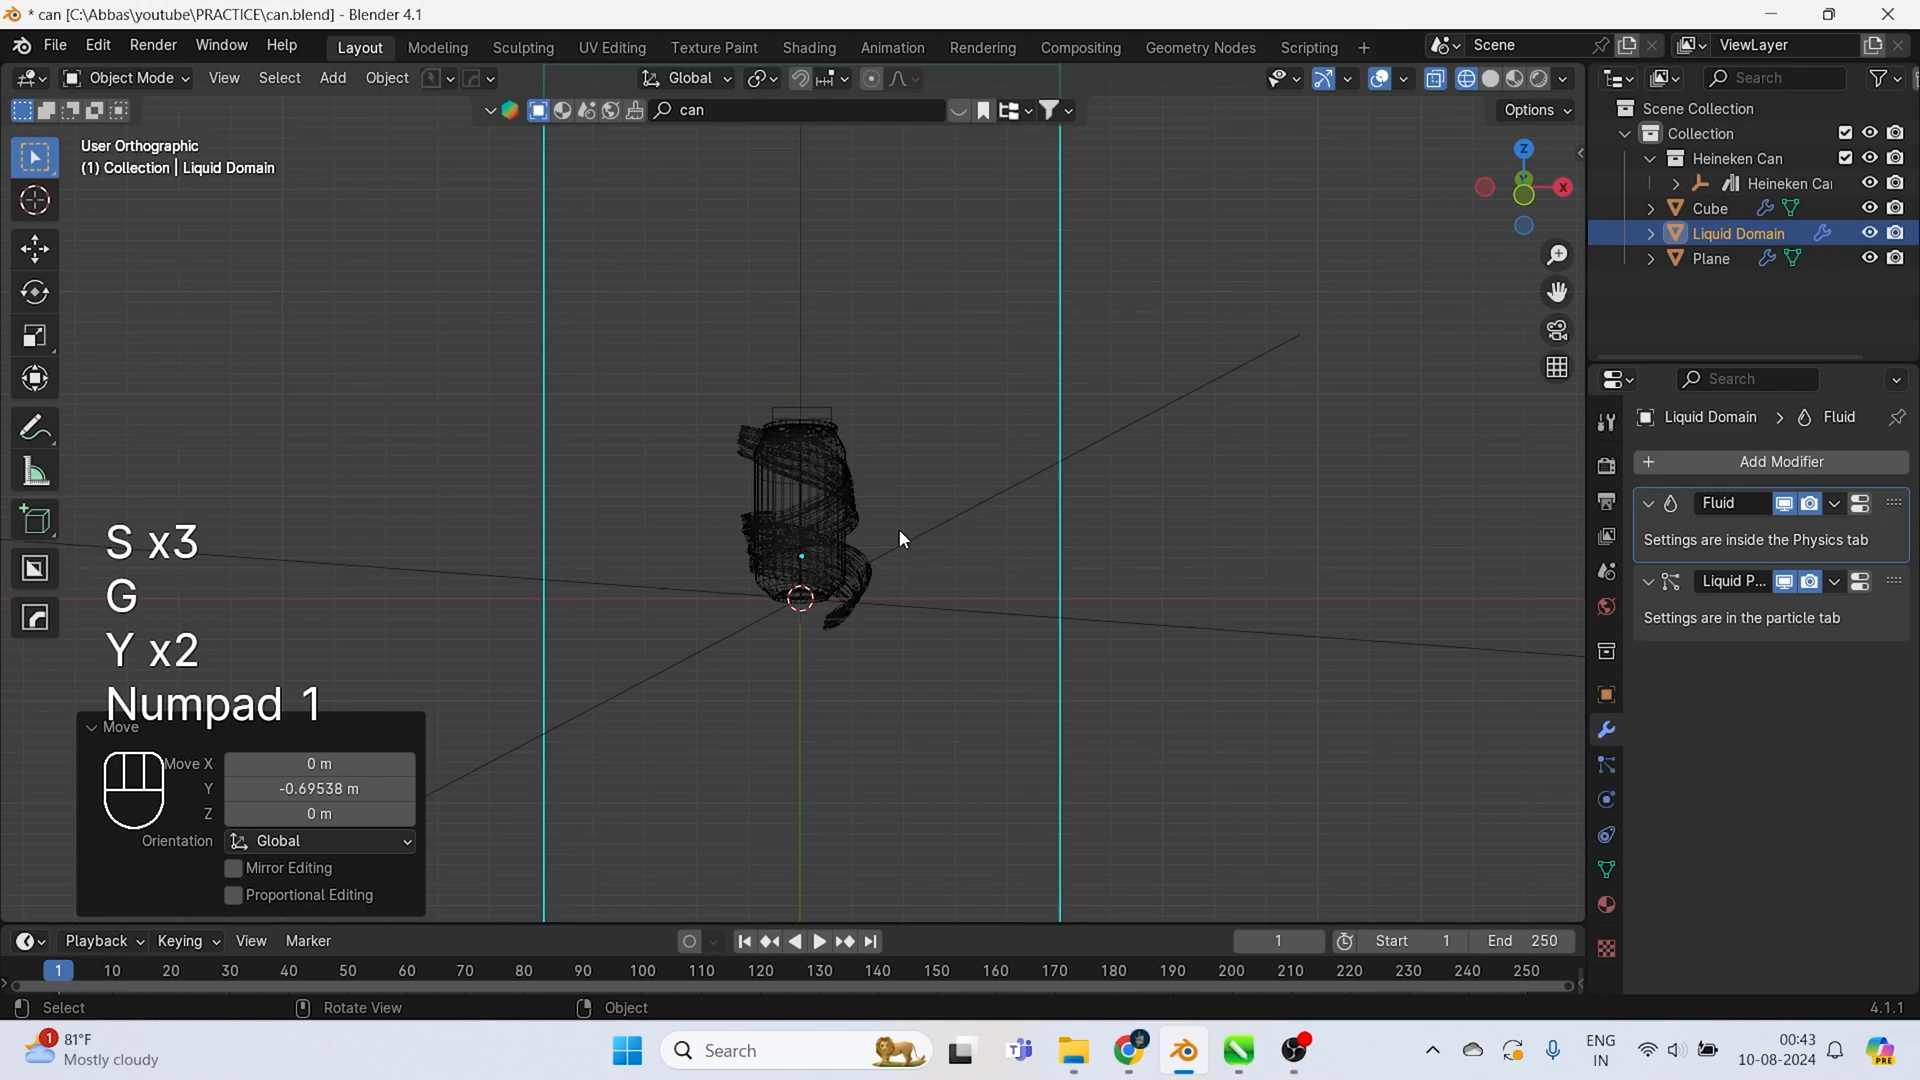 * can [C:\Abbas\youtube\PRACTICE\can.blend] - Blender 4.1
File Edit Render Window Help
Layout Modeling Sculpting UV Editing Texture Paint Shading Animation Rendering Compositing Geometry Nodes Scripting +
Scene
ViewLayer
Object Mode View Select Add Object
Global
Search
can
Options
User Orthographic
(1) Collection | Liquid Domain
Z
X
Scene Collection
Collection
Heineken Can
Heineken Ca
Cube
Liquid Domain
Plane
Search
Liquid Domain > Fluid
+ Add Modifier
Fluid
Settings are inside the Physics tab
Liquid P...
Settings are in the particle tab
S x3
G
Y x2
Numpad 1
Move
Move X 0 m
Y -0.69538 m
Z 0 m
Orientation Global
Mirror Editing
Proportional Editing
Playback Keying View Marker
1
Start 1
End 250
1 10 20 30 40 50 60 70 80 90 100 110 120 130 140 150 160 170 180 190 200 210 220 230 240 250
Select
Rotate View
Object
4.1.1
1
81°F
Mostly cloudy
Search
ENG
IN
00:43
10-08-2024
PRE